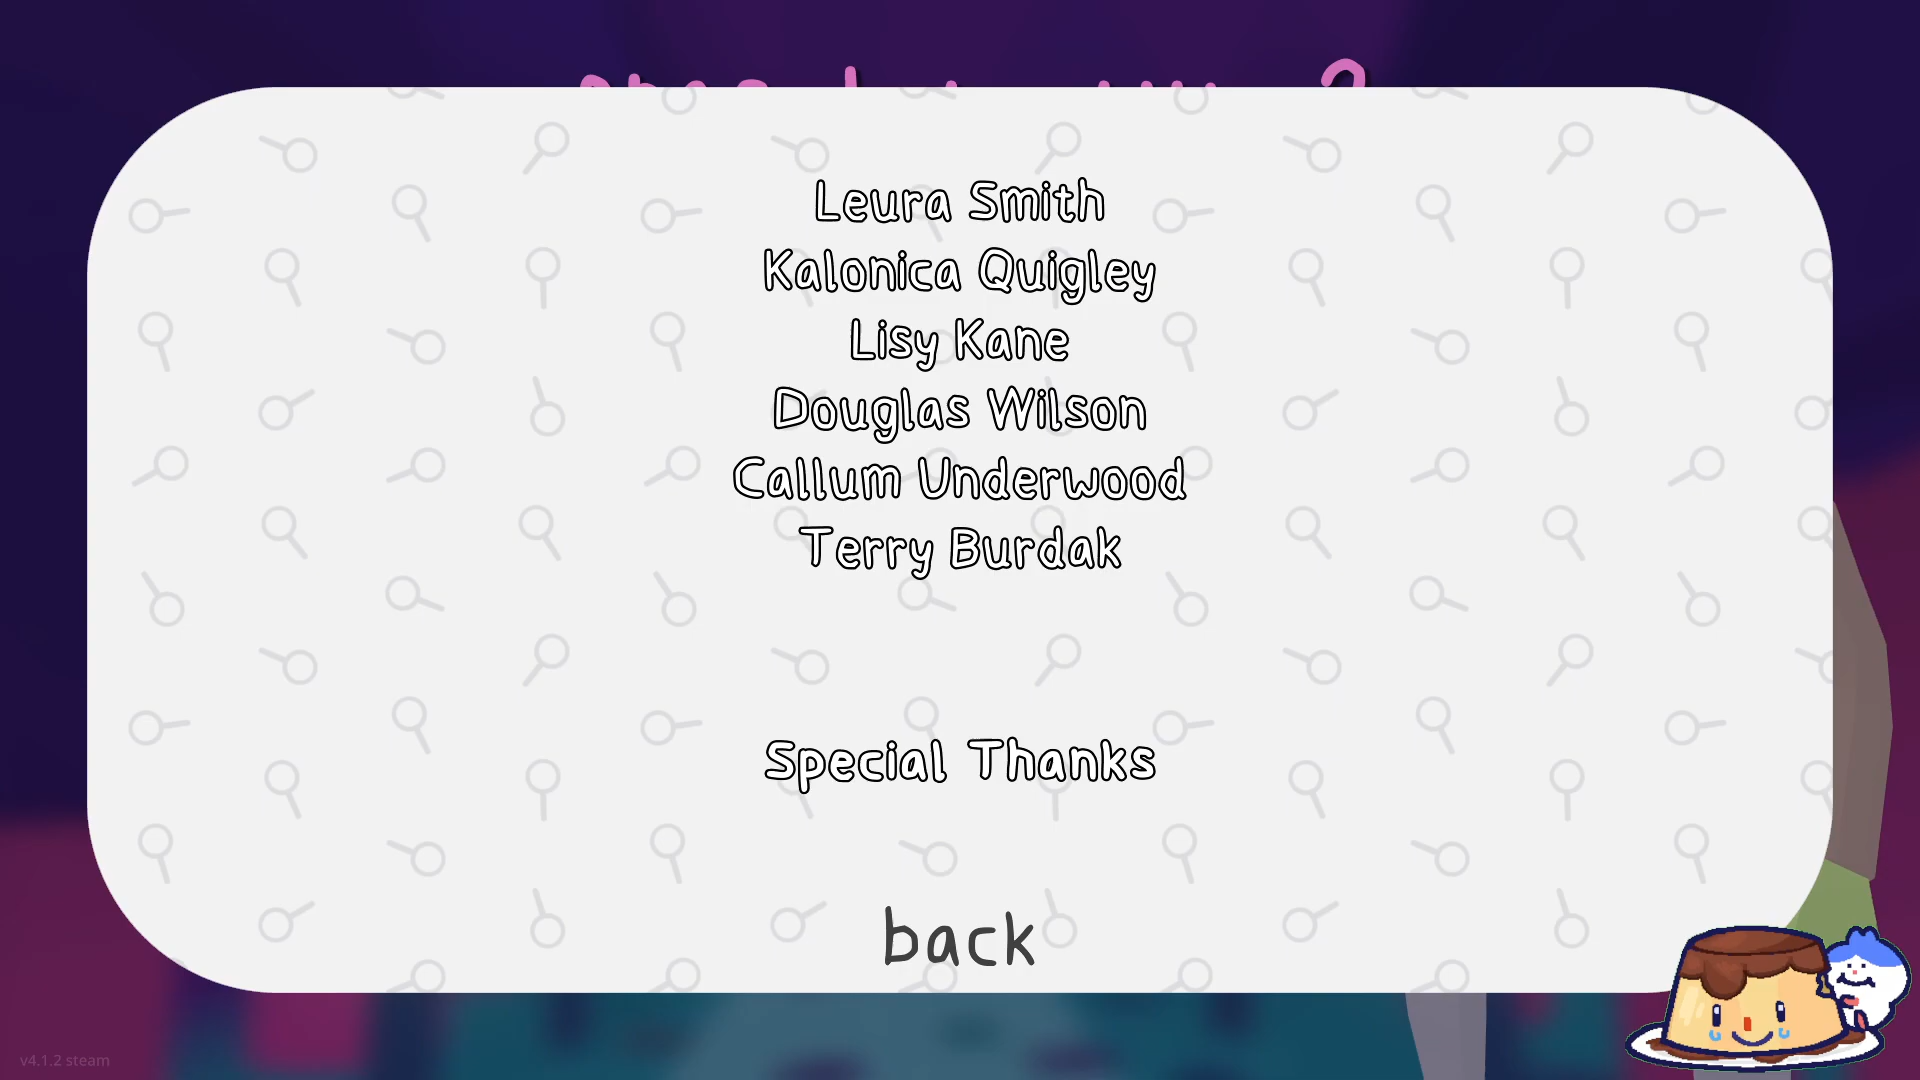 Leura Smith
Kalonica Quigley
Lisy Kane
Douglas Wilson
Callum Underwood
Terry Burdak
Special Thanks
back
v4.1.2 steam